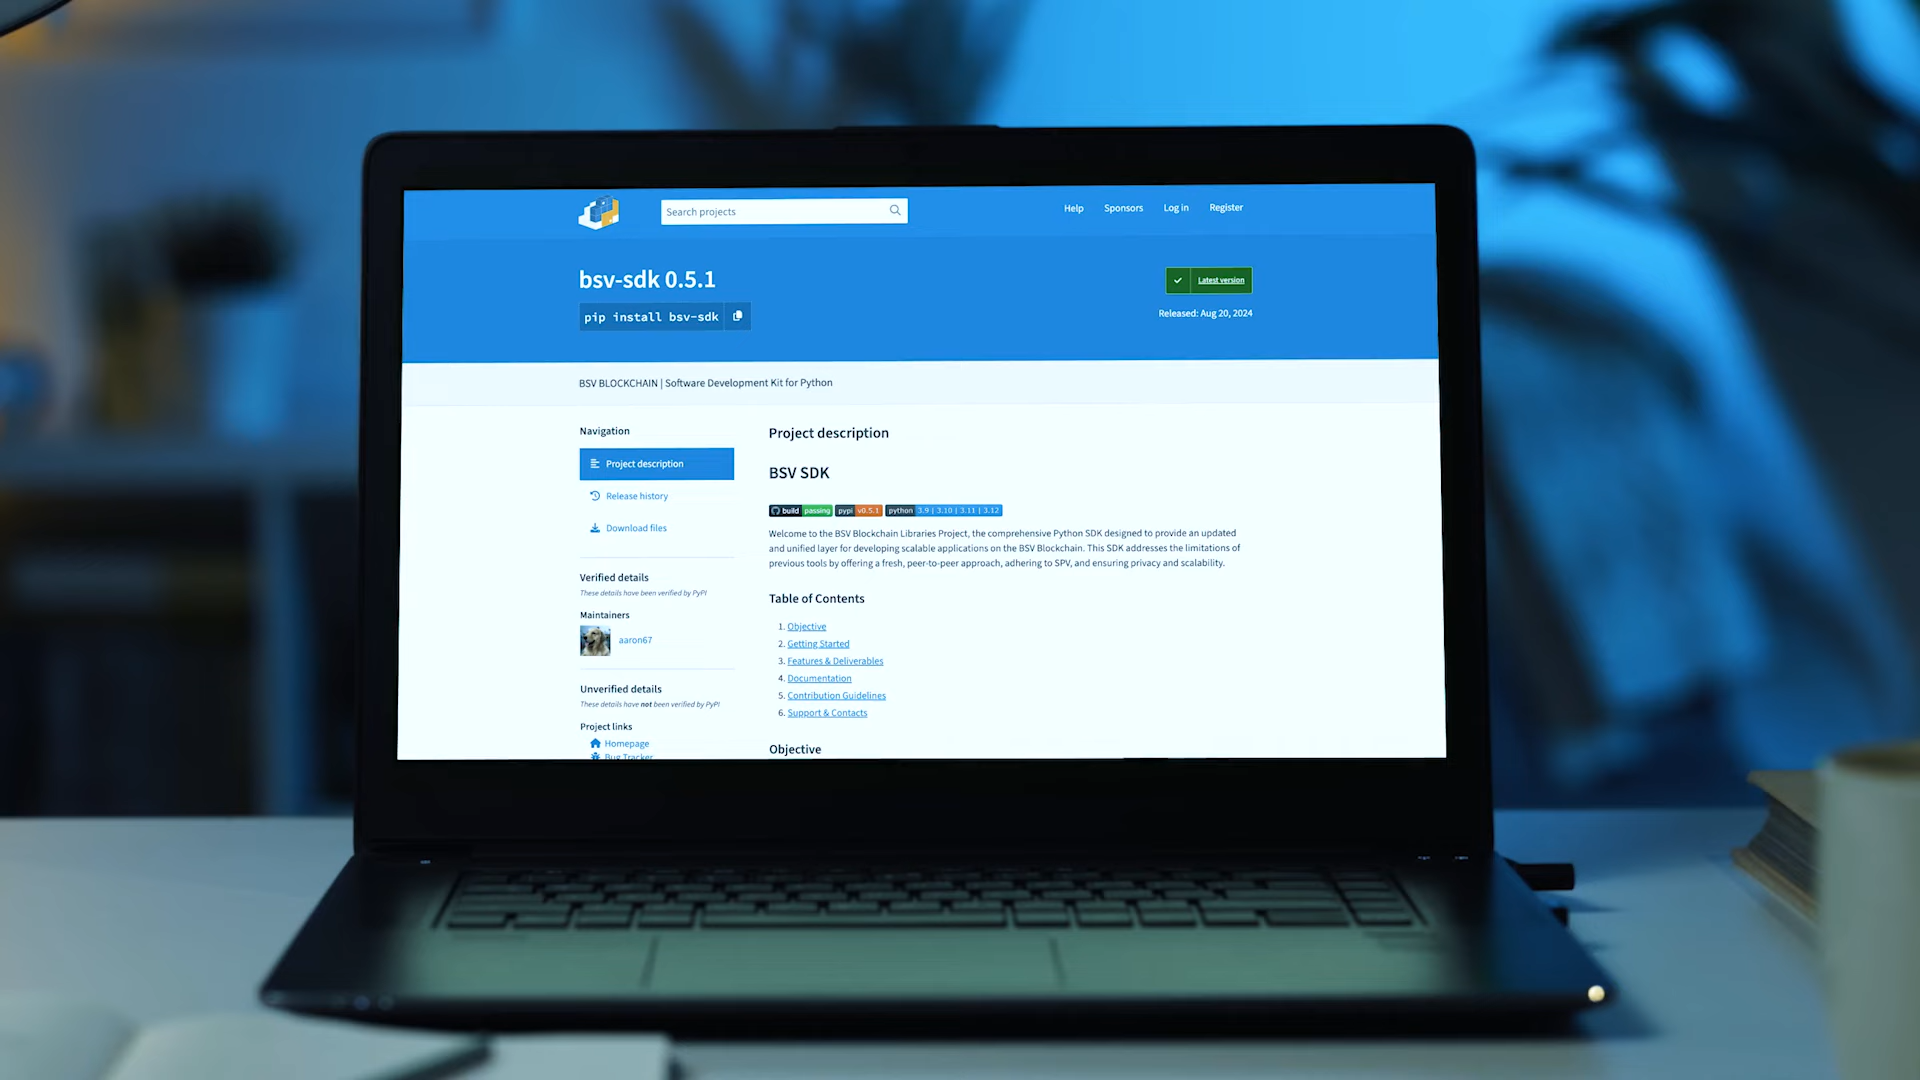 Search projects
Help Sponsors Log in Register
bsv-sdk 0.5.1
Latest version
pip install bsv-sdk
Released: Aug 20, 2024
BSV BLOCKCHAIN | Software Development Kit for Python
Navigation
Project description
Release history
Download files
Verified details
These details have been verified by PyPI
Maintainers
aaron67
Unverified details
These details have not been verified by PyPI
Project links
Homepage
Bug Tracker
Project description
BSV SDK
build passing pypi v0.5.1 python 3.9 | 3.10 | 3.11 | 3.12
Welcome to the BSV Blockchain Libraries Project, the comprehensive Python SDK designed to provide an updated
and unified layer for developing scalable applications on the BSV Blockchain. This SDK addresses the limitations of
previous tools by offering a fresh, peer-to-peer approach, adhering to SPV, and ensuring privacy and scalability.
Table of Contents
1. Objective
2. Getting Started
3. Features & Deliverables
4. Documentation
5. Contribution Guidelines
6. Support & Contacts
Objective